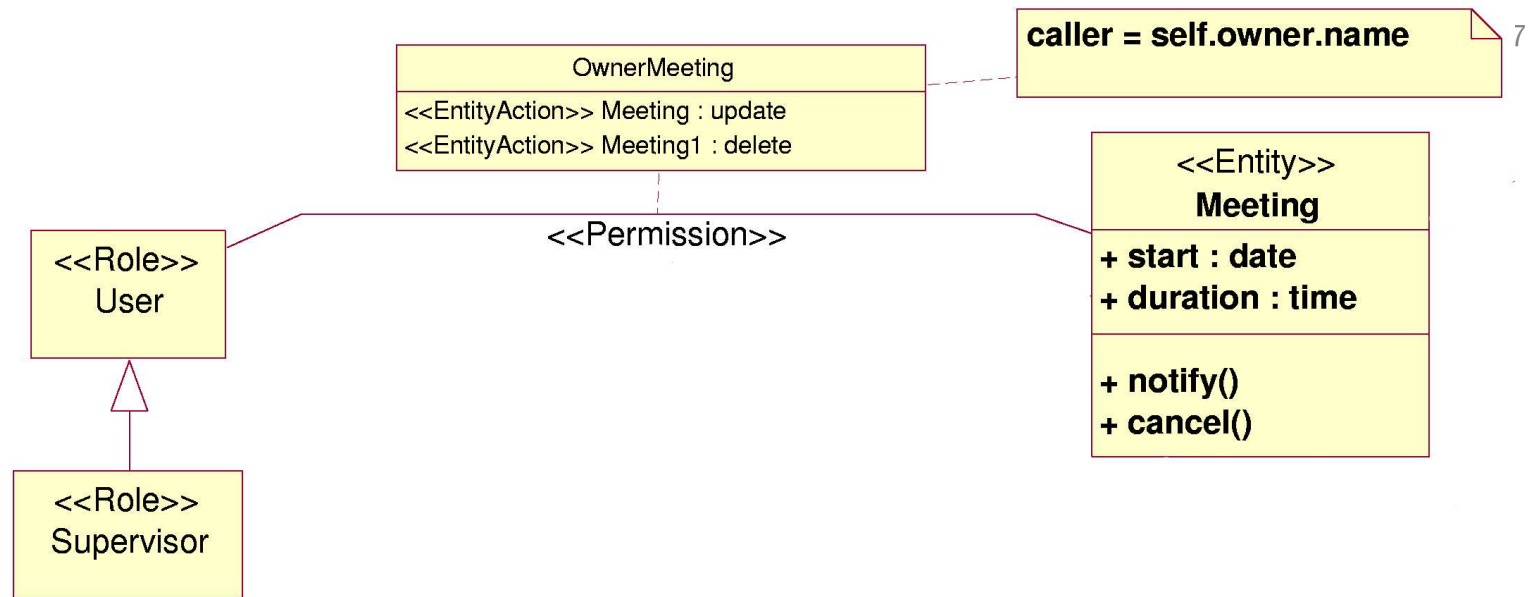 caller = self.owner.name
7
OwnerMeeting
<<EntityAction>> Meeting : update
<<EntityAction>> Meeting1 : delete
<<Entity>>
Meeting
+ start : date
+ duration : time
+ notify()
+ cancel()
<<Permission>>
<<Role>>
User
<<Role>>
Supervisor